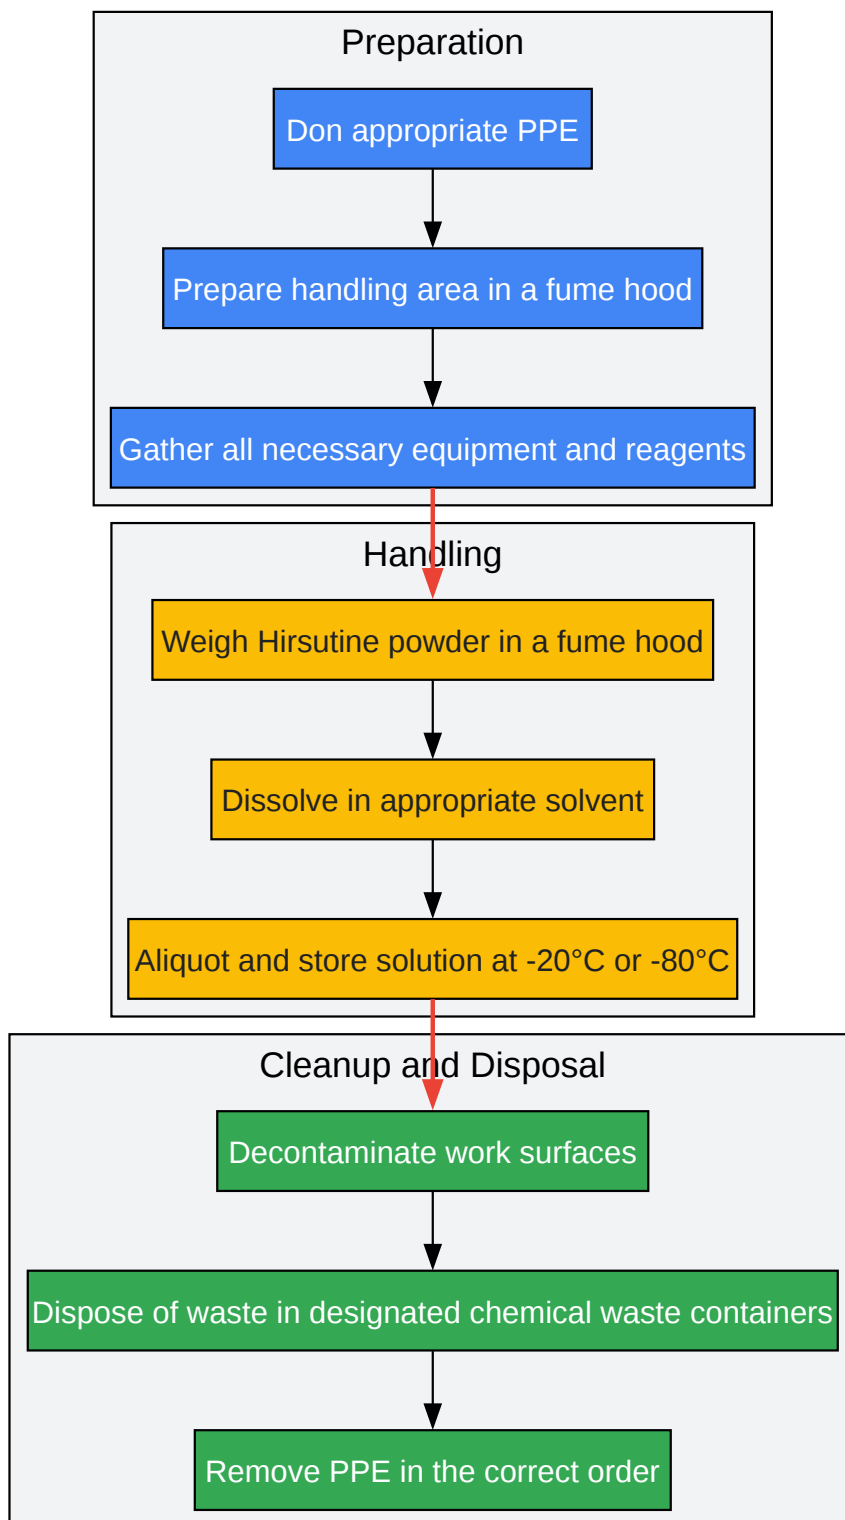 Preparation
Don appropriate PPE
Prepare handling area in a fume hood
Gather all necessary equipment and reagents
Handling
Weigh Hirsutine powder in a fume hood
Dissolve in appropriate solvent
Aliquot and store solution at -20°C or -80°C
Cleanup and Disposal
Decontaminate work surfaces
Dispose of waste in designated chemical waste containers
Remove PPE in the correct order